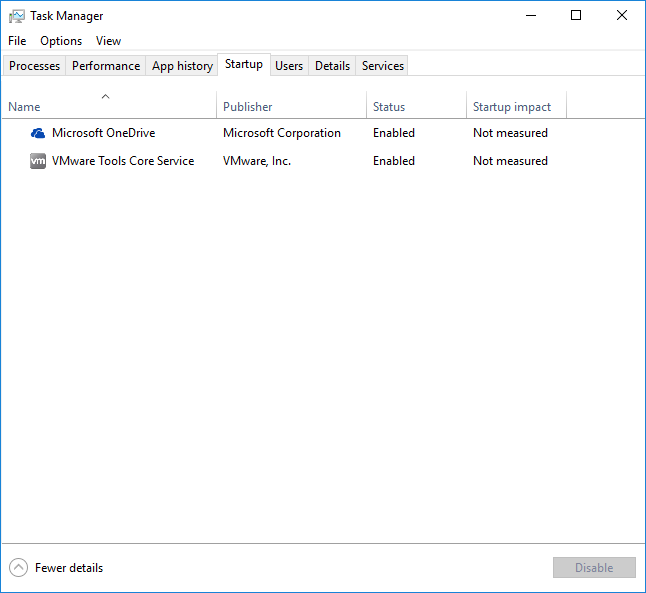 Task Manager
File Options View
Processes Performance App history Startup Users Details Services
Name Publisher Status Startup impact
Microsoft OneDrive Microsoft Corporation Enabled Not measured
vm VMware Tools Core Service VMware, Inc. Enabled Not measured
Fewer details Disable